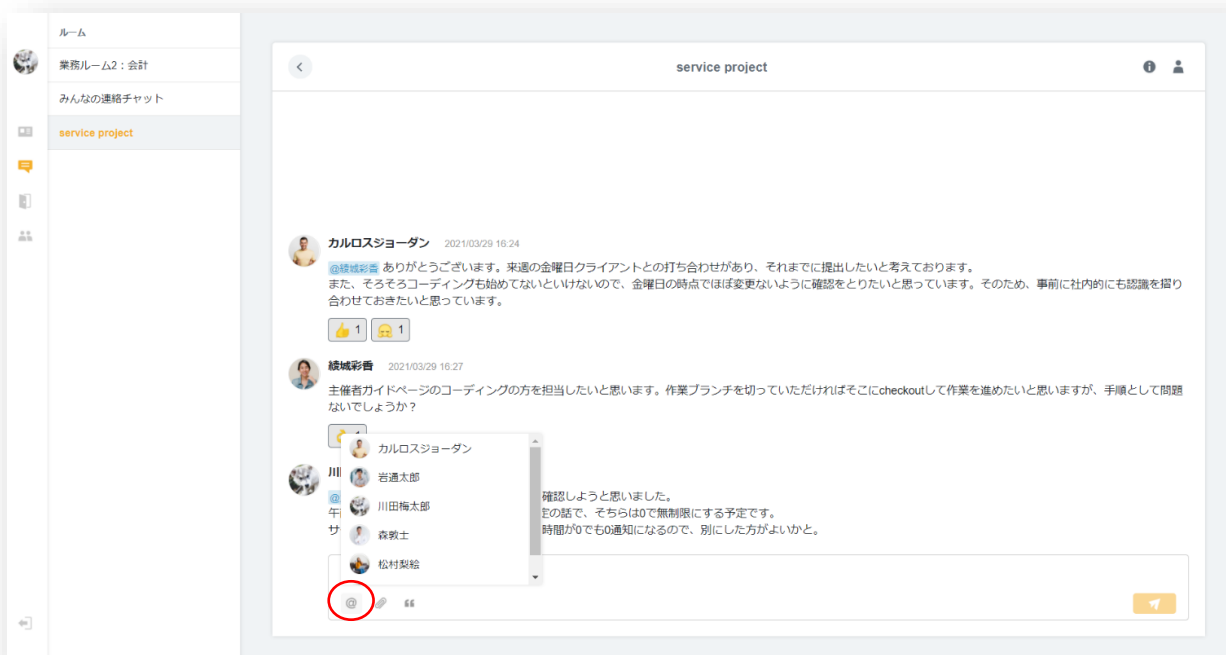 ルーム
業務ルーム2：会計
みんなの連絡チャット
service project
service project
カルロスジョーダン 2021/03/29 16:24
@綾城彩香 ありがとうございます。来週の金曜日クライアントとの打ち合わせがあり、それまでに提出したいと考えております。
また、そろそろコーディングも始めてないといけないので、金曜日の時点でほぼ変更ないように確認をとりたいと思っています。そのため、事前に社内的にも認識を摺り
合わせておきたいと思っています。
1 1
綾城彩香 2021/03/29 16:27
主催者ガイドページのコーディングの方を担当したいと思います。作業ブランチを切っていただければそこにcheckoutして作業を進めたいと思いますが、手順として問題
ないでしょうか？
1
カルロスジョーダン
岩通太郎
川田梅太郎
森敦士
松村梨絵
川
@
確認しようと思いました。
午
定の話で、そちらは0で無制限にする予定です。
サ
時間が0でも0通知になるので、別にした方がよいかと。
@